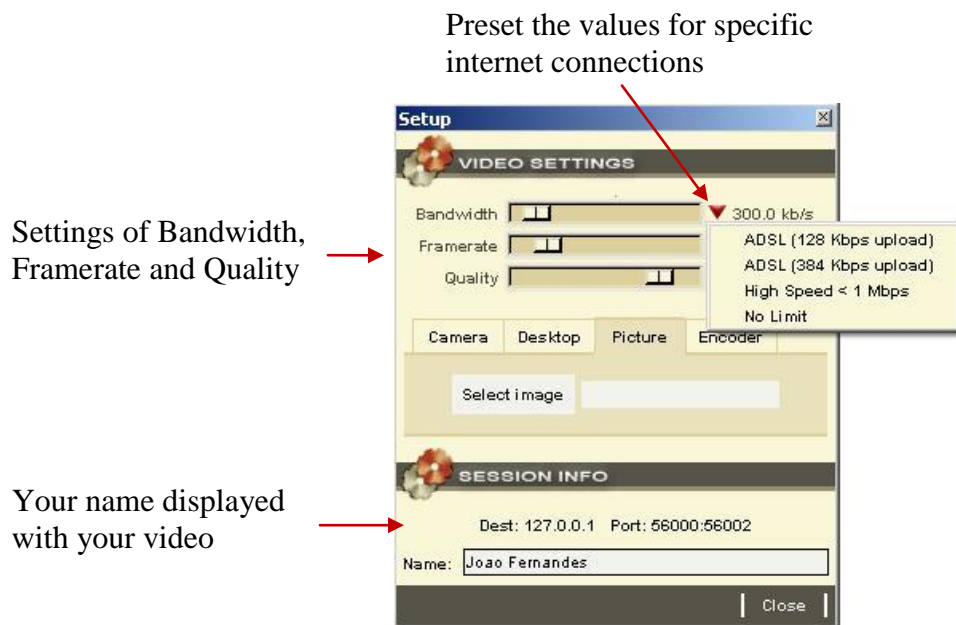 Preset the values for specific
internet connections
Setup
VIDEO SETTINGS
Bandwidth 300.0 kb/s
Settings of Bandwidth,
Framerate and Quality
Framerate
Quality
ADSL (128 Kbps upload)
ADSL (384 Kbps upload)
High Speed < 1 Mbps
No Limit
Camera Desktop Picture Encoder
Select image
SESSION INFO
Your name displayed
with your video
Dest: 127.0.0.1 Port: 56000:56002
Name: Joao Fernandes
Close